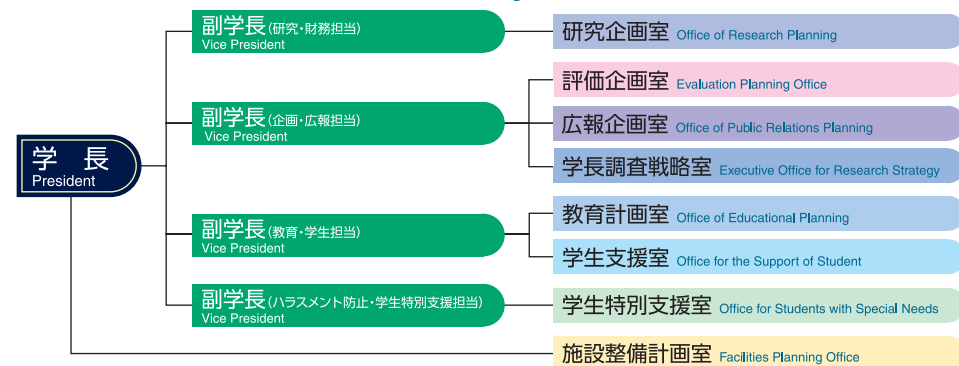 副学長(研究・財務担当)
Vice President
研究企画室 Office of Research Planning
評価企画室 Evaluation Planning Office
副学長(企画・広報担当)
Vice President
広報企画室 Office of Public Relations Planning
学長調査戦略室 Executive Office for Research Strategy
学 長
President
副学長(教育・学生担当)
Vice President
教育計画室 Office of Educational Planning
学生支援室 Office for the Support of Student
副学長(ハラスメント防止・学生特別支援担当)
Vice President
学生特別支援室 Office for Students with Special Needs
施設整備計画室 Facilities Planning Office